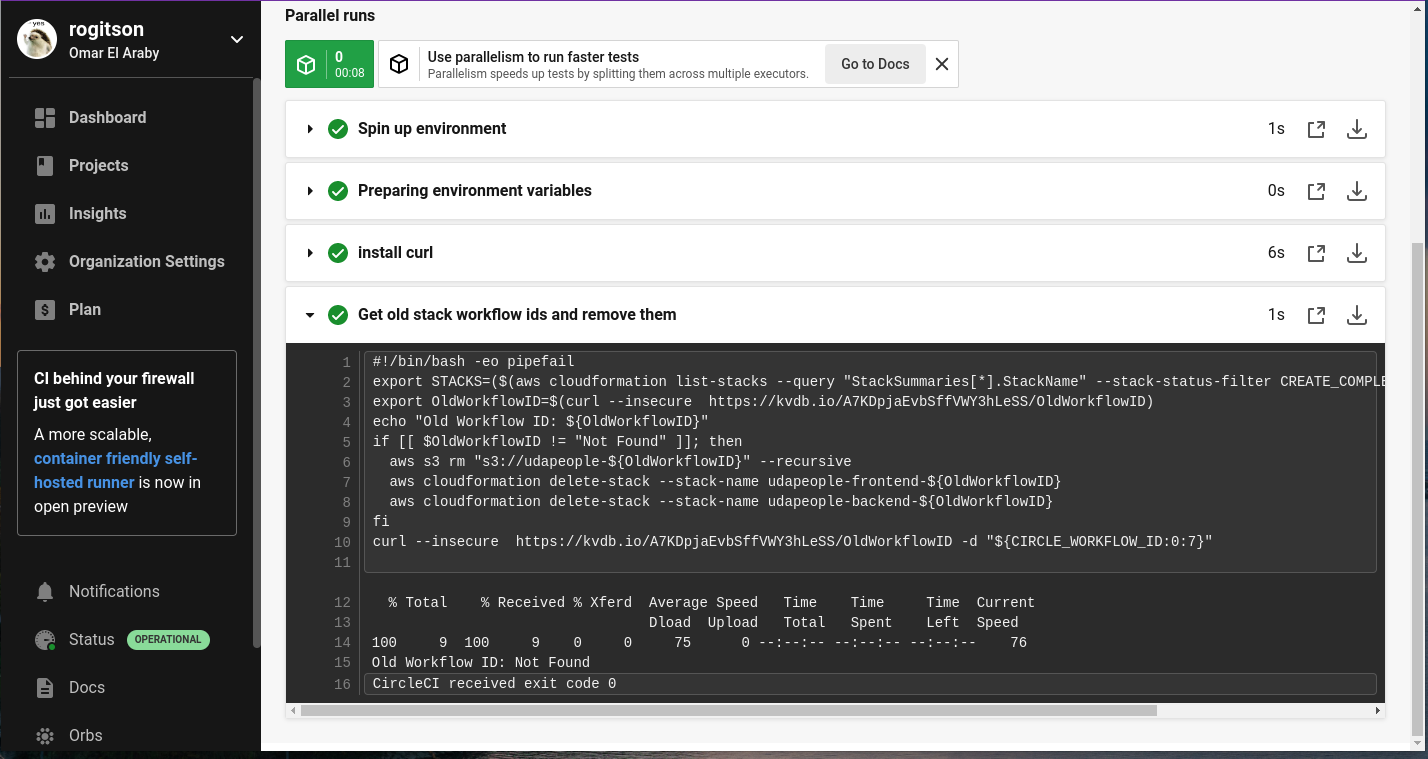 yes
rogitson
Omar El Araby
Dashboard
Projects
Insights
Organization Settings
Plan
CI behind your firewall
just got easier
A more scalable,
container friendly self-
hosted runner is now in
open preview
Notifications
Status OPERATIONAL
Docs
Orbs
Parallel runs
0
00:08
Use parallelism to run faster tests
Parallelism speeds up tests by splitting them across multiple executors.
Go to Docs
Spin up environment 1s
Preparing environment variables 0s
install curl 6s
Get old stack workflow ids and remove them 1s
1 #!/bin/bash -eo pipefail
2 export STACKS=($(aws cloudformation list-stacks --query "StackSummaries[*].StackName" --stack-status-filter CREATE_COMPLE
3 export OldWorkflowID=$(curl --insecure  https://kvdb.io/A7KDpjaEvbSffVWY3hLeSS/OldWorkflowID)
4 echo "Old Workflow ID: ${OldWorkflowID}"
5 if [[ $OldWorkflowID != "Not Found" ]]; then
6   aws s3 rm "s3://udapeople-${OldWorkflowID}" --recursive
7   aws cloudformation delete-stack --stack-name udapeople-frontend-${OldWorkflowID}
8   aws cloudformation delete-stack --stack-name udapeople-backend-${OldWorkflowID}
9 fi
10 curl --insecure  https://kvdb.io/A7KDpjaEvbSffVWY3hLeSS/OldWorkflowID -d "${CIRCLE_WORKFLOW_ID:0:7}"
11
12   % Total    % Received % Xferd  Average Speed   Time    Time     Time  Current
13                                  Dload  Upload   Total   Spent    Left  Speed
14 100     9  100     9    0     0     75      0 --:--:-- --:--:-- --:--:--    76
15 Old Workflow ID: Not Found
16 CircleCI received exit code 0